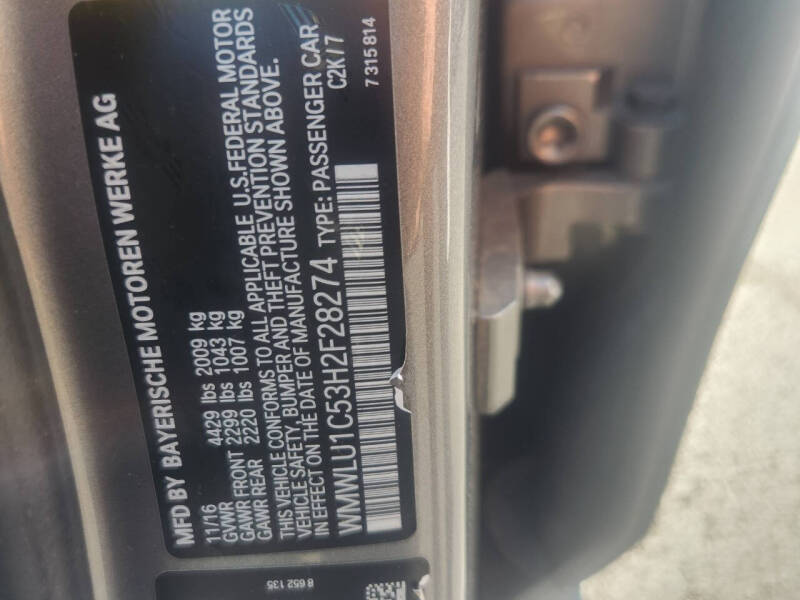 MFD BY BAYERISCHE MOTOREN WERKE AG
11/16
GVWR 4429 lbs 2009 kg
GAWR FRONT 2299 lbs 1043 kg
GAWR REAR 2220 lbs 1007 kg
THIS VEHICLE CONFORMS TO ALL APPLICABLE U.S.FEDERAL MOTOR
VEHICLE SAFETY, BUMPER AND THEFT PREVENTION STANDARDS
IN EFFECT ON THE DATE OF MANUFACTURE SHOWN ABOVE.
WMWLU1C53H2F28274 TYPE: PASSENGER CAR
C2K/7
7 315 814
8 652 135